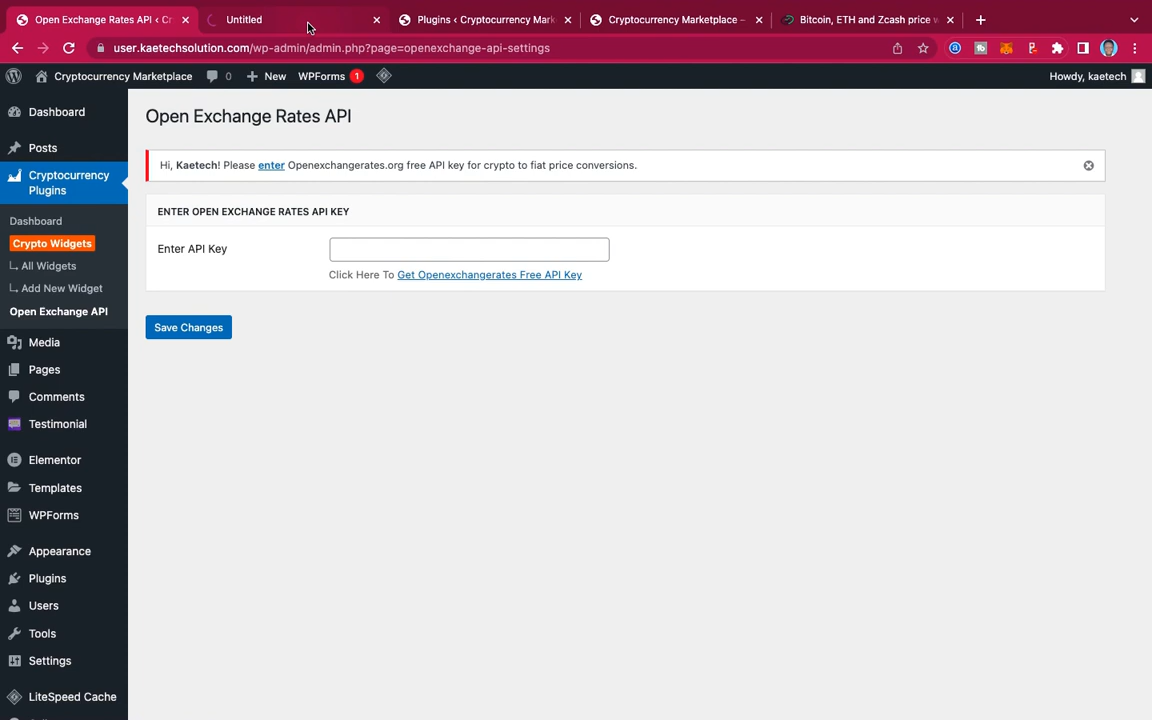 Open Exchange Rates API ‹ Cr
Untitled
Plugins ‹ Cryptocurrency Mark
Cryptocurrency Marketplace –
Bitcoin, ETH and Zcash price w
user.kaetechsolution.com/wp-admin/admin.php?page=openexchange-api-settings
Cryptocurrency Marketplace
0
New
WPForms 1
Howdy, kaetech
Dashboard
Posts
Cryptocurrency
Plugins
Dashboard
Crypto Widgets
All Widgets
Add New Widget
Open Exchange API
Media
Pages
Comments
Testimonial
Elementor
Templates
WPForms
Appearance
Plugins
Users
Tools
Settings
LiteSpeed Cache
Open Exchange Rates API
Hi, Kaetech! Please enter Openexchangerates.org free API key for crypto to fiat price conversions.
ENTER OPEN EXCHANGE RATES API KEY
Enter API Key
Click Here To Get Openexchangerates Free API Key
Save Changes